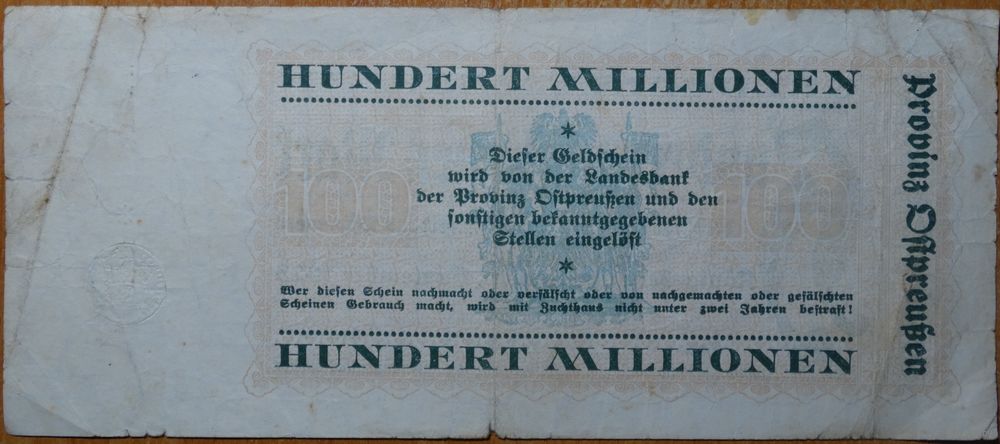 HUNDERT MILLIONEN
*
Dieser Geldschein
wird von der Landesbank
der Provinz Ostpreußen und den
sonstigen bekanntgegebenen
Stellen eingelöst
*
100 100
Wer diesen Schein nachmacht oder verfälscht oder von nachgemachten oder gefälschten
Scheinen Gebrauch macht, wird mit Zuchthaus nicht unter zwei Jahren bestraft!
HUNDERT MILLIONEN
Provinz Ostpreußen